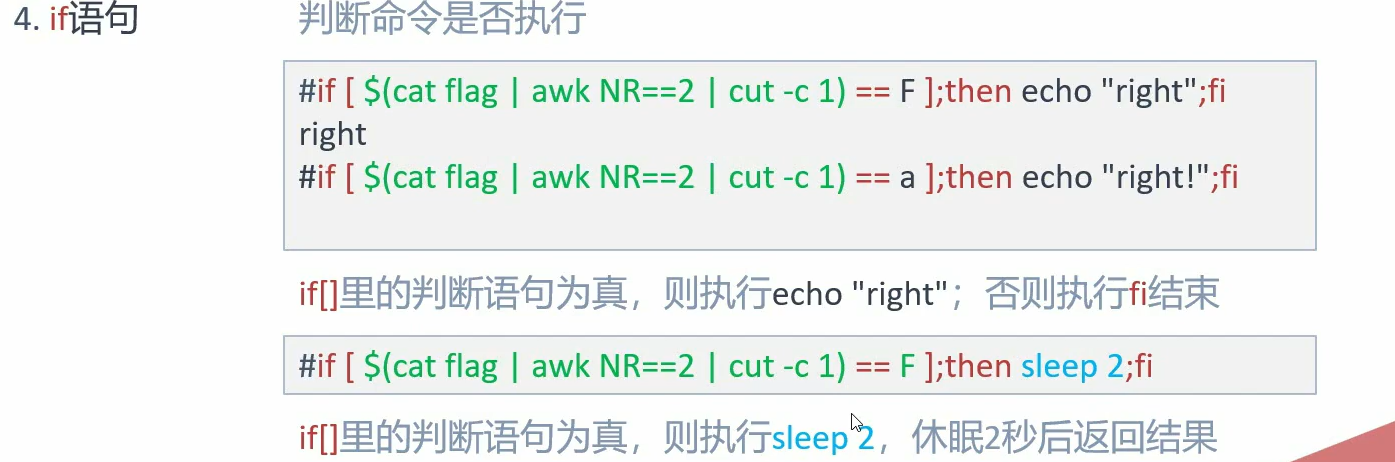 4. if语句 判断命令是否执行
#if [ $(cat flag | awk NR==2 | cut -c 1) == F ];then echo "right";fi
right
#if [ $(cat flag | awk NR==2 | cut -c 1) == a ];then echo "right!";fi
if[]里的判断语句为真，则执行echo "right"；否则执行fi结束
#if [ $(cat flag | awk NR==2 | cut -c 1) == F ];then sleep 2;fi
if[]里的判断语句为真，则执行sleep 2，休眠2秒后返回结果